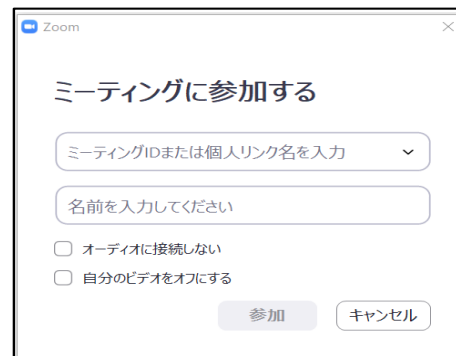 Zoom
ミーティングに参加する
ミーティングIDまたは個人リンク名を入力
名前を入力してください
オーディオに接続しない
自分のビデオをオフにする
参加 キャンセル